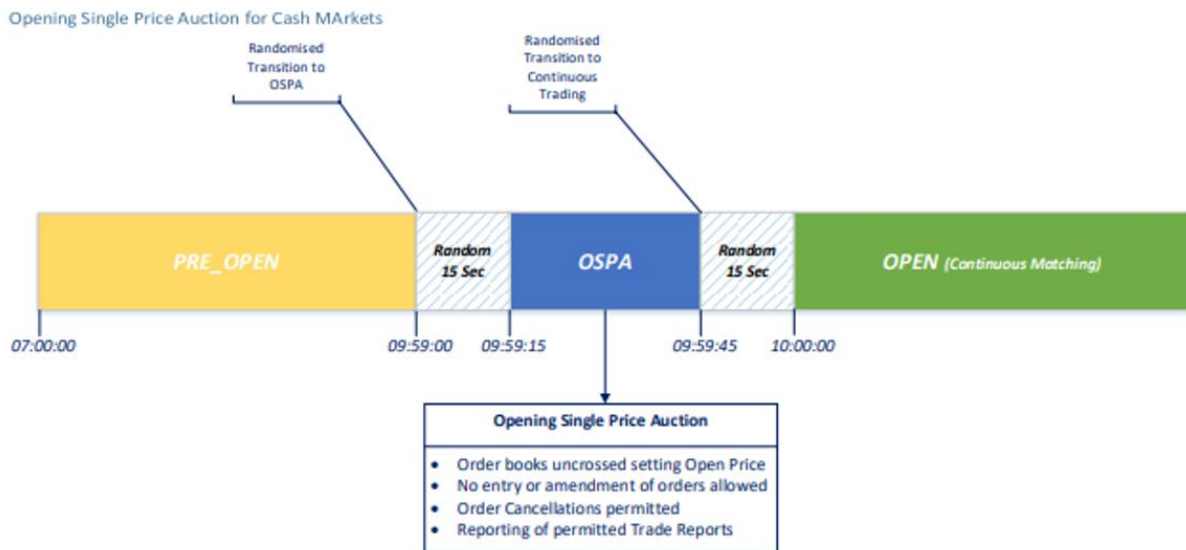 Opening Single Price Auction for Cash MArkets
Randomised
Transition to
OSPA
Randomised
Transition to
Continuous
Trading
PRE_OPEN
Random
15 Sec
OSPA
Random
15 Sec
OPEN (Continuous Matching)
07:00:00
09:59:00
09:59:15
09:59:45
10:00:00
Opening Single Price Auction
• Order books uncrossed setting Open Price
• No entry or amendment of orders allowed
• Order Cancellations permitted
• Reporting of permitted Trade Reports